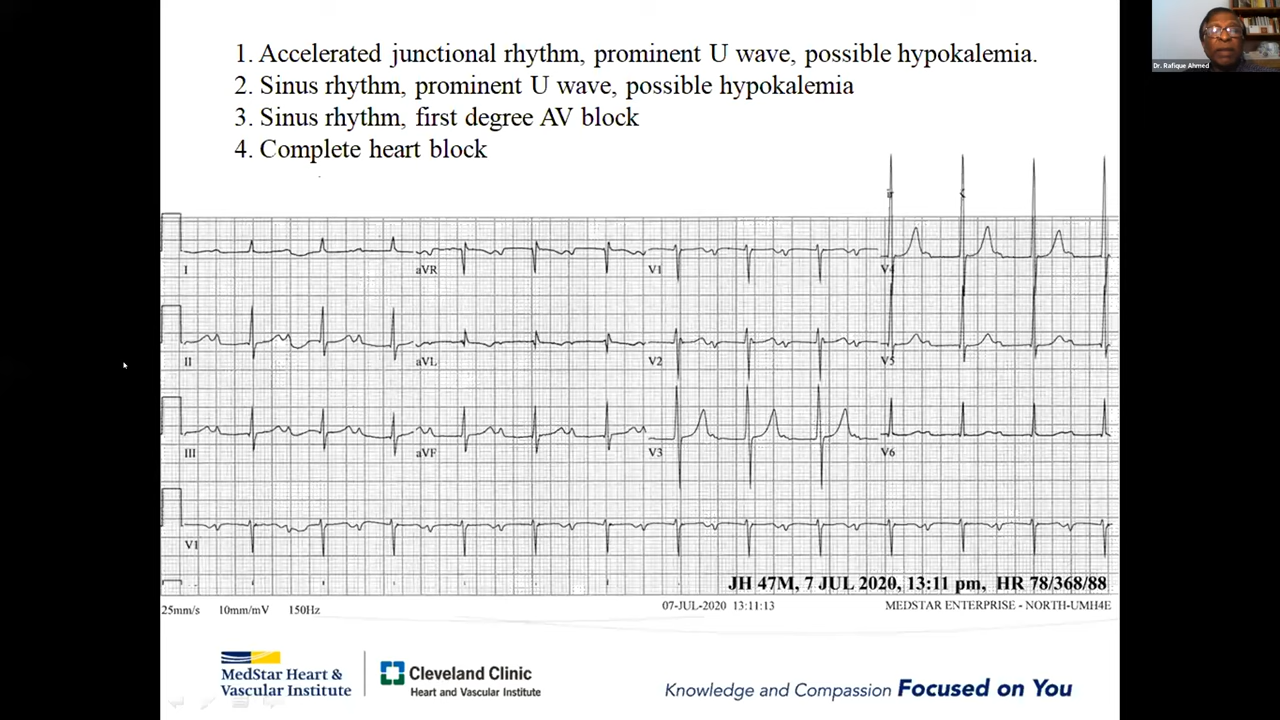 1. Accelerated junctional rhythm, prominent U wave, possible hypokalemia.
2. Sinus rhythm, prominent U wave, possible hypokalemia
3. Sinus rhythm, first degree AV block
4. Complete heart block
Dr. Rafique Ahmed
I aVR V1 V4
II aVL V2 V5
III aVF V3 V6
V1
JH 47M, 7 JUL 2020, 13:11 pm, HR 78/368/88
25mm/s 10mm/mV 150Hz 07-JUL-2020 13:11:13 MEDSTAR ENTERPRISE - NORTH-UMH4E
MedStar Heart &
Vascular Institute
Cleveland Clinic
Heart and Vascular Institute
Knowledge and Compassion Focused on You